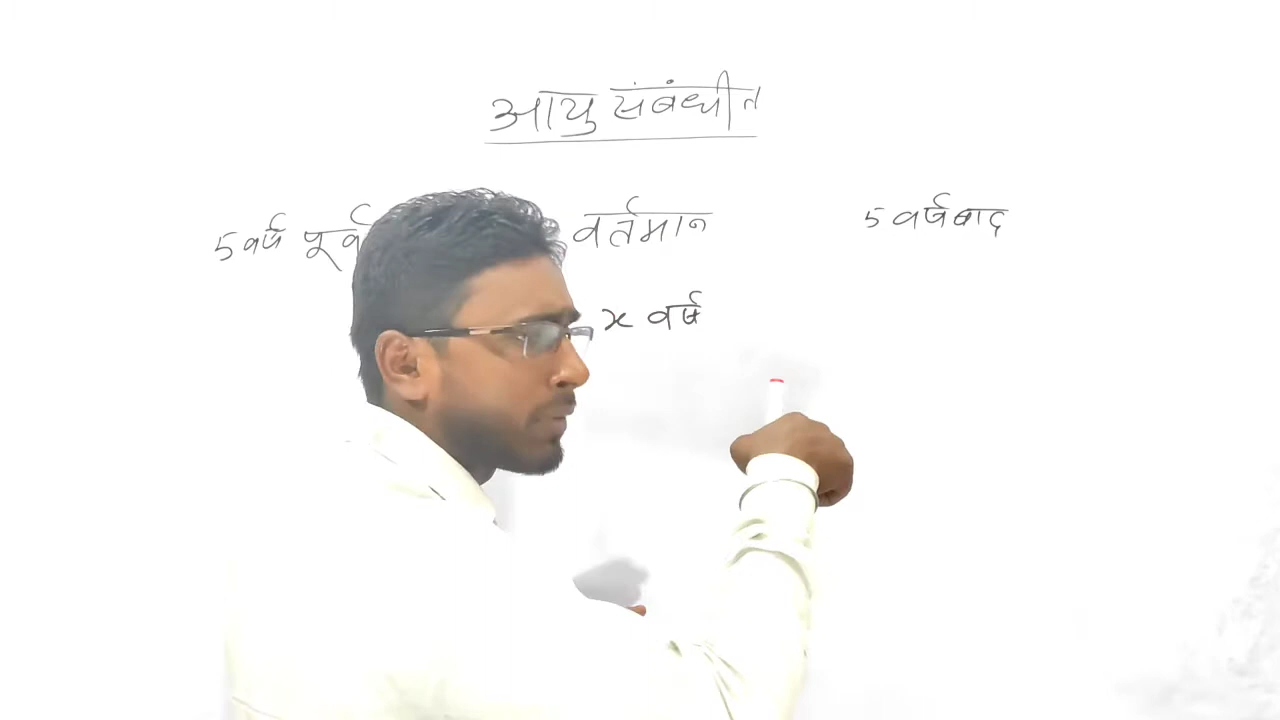 आयु संबंधीत
5 वर्ष पूर्व वर्तमान 5 वर्ष बाद
x वर्ष